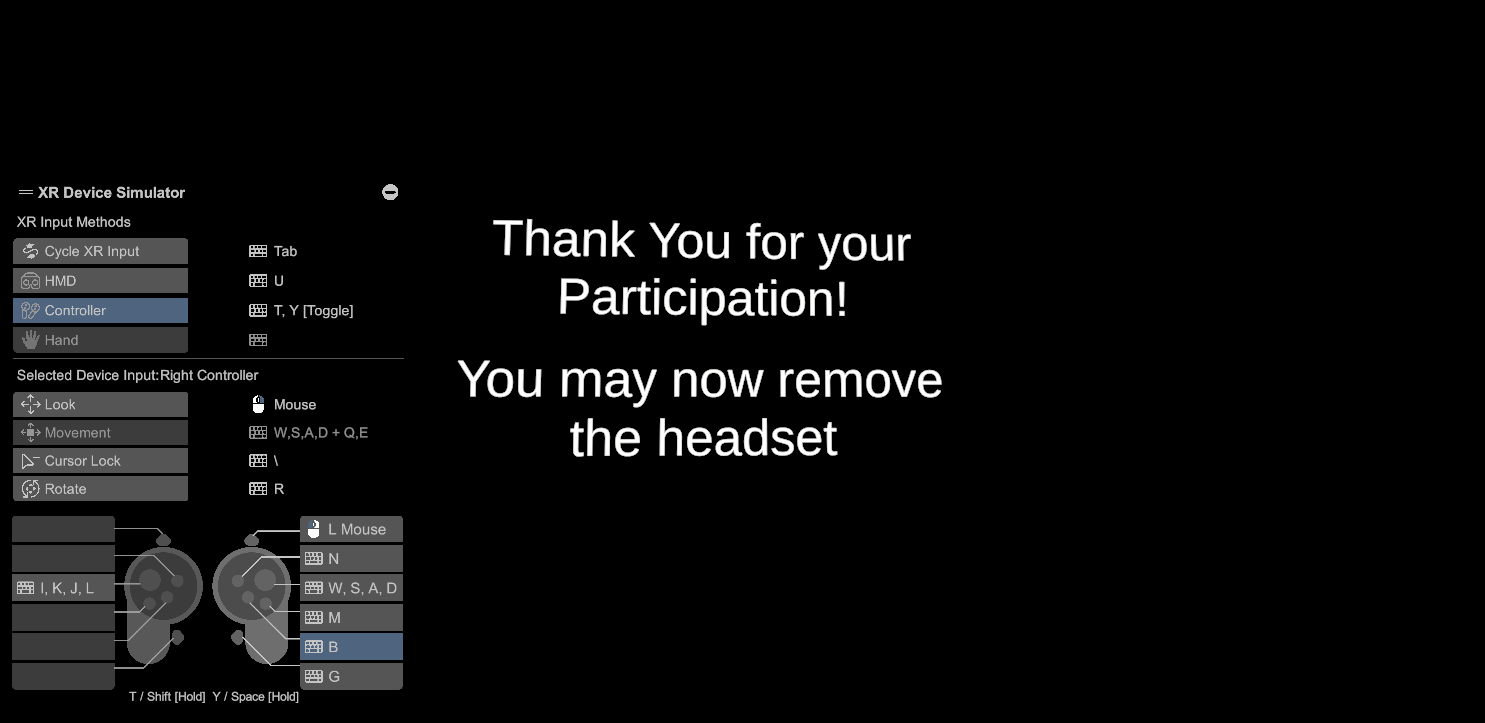 XR Device Simulator
XR Input Methods
Cycle XR Input Tab
HMD U
Controller T, Y [Toggle]
Hand
Selected Device Input:Right Controller
Look Mouse
Movement W,S,A,D + Q,E
Cursor Lock \
Rotate R
L Mouse
N
I, K, J, L W, S, A, D
M
B
G
T / Shift [Hold] Y / Space [Hold]
Thank You for your
Participation!
You may now remove
the headset